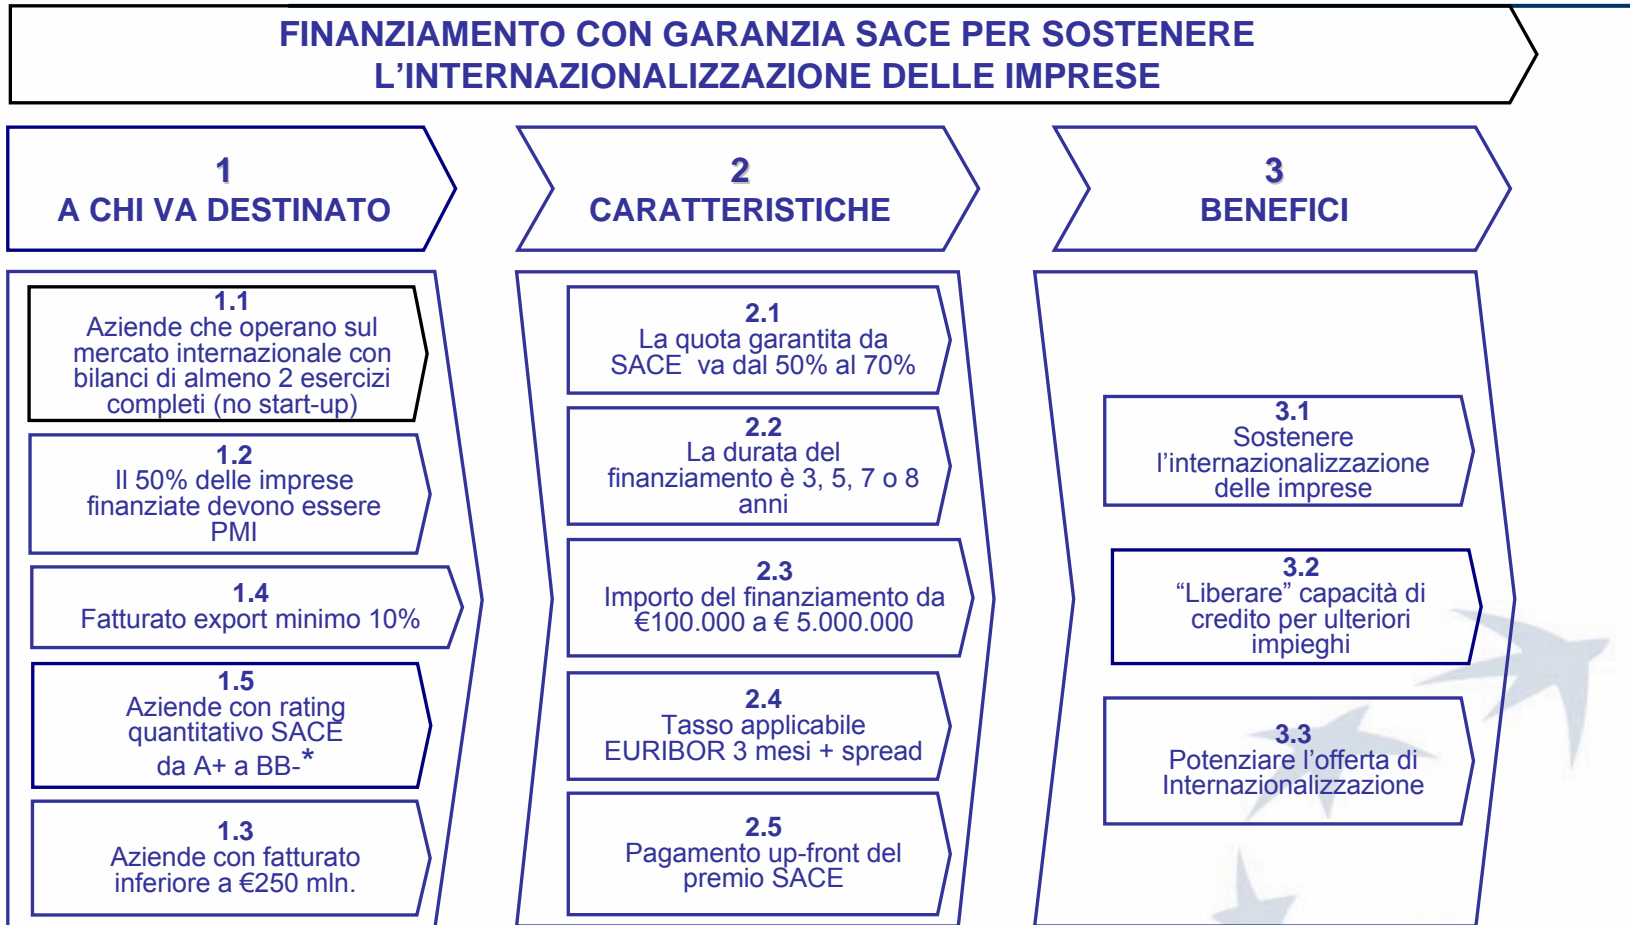 FINANZIAMENTO CON GARANZIA SACE PER SOSTENERE
L’INTERNAZIONALIZZAZIONE DELLE IMPRESE
1
A CHI VA DESTINATO
1.1
Aziende che operano sul
mercato internazionale con
bilanci di almeno 2 esercizi
completi (no start-up)
1.2
Il 50% delle imprese
finanziate devono essere
PMI
1.4
Fatturato export minimo 10%
1.5
Aziende con rating
quantitativo SACE
da A+ a BB-*
1.3
Aziende con fatturato
inferiore a €250 mln.
2
CARATTERISTICHE
2.1
La quota garantita da
SACE va dal 50% al 70%
2.2
La durata del
finanziamento è 3, 5, 7 o 8
anni
2.3
Importo del finanziamento da
€100.000 a € 5.000.000
2.4
Tasso applicabile
EURIBOR 3 mesi + spread
2.5
Pagamento up-front del
premio SACE
3
BENEFICI
3.1
Sostenere
l’internazionalizzazione
delle imprese
3.2
“Liberare” capacità di
credito per ulteriori
impieghi
3.3
Potenziare l’offerta di
Internazionalizzazione